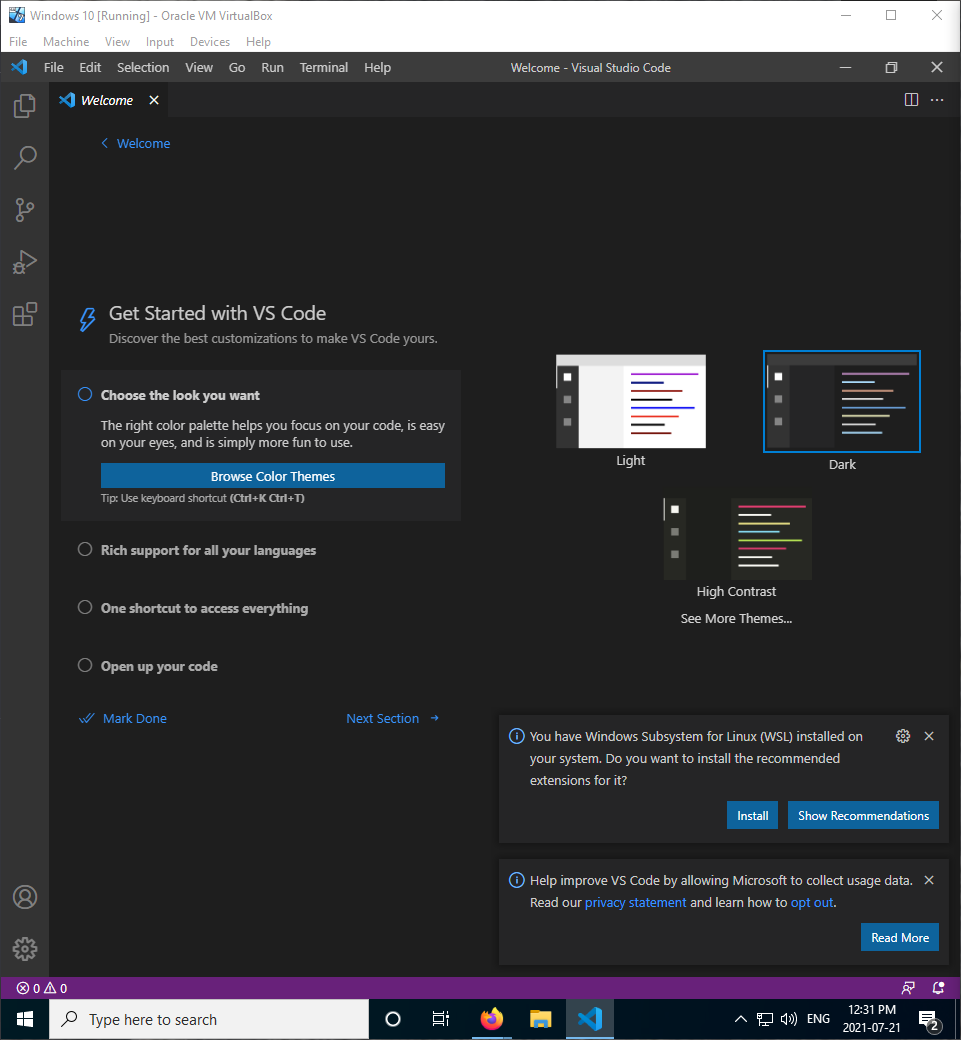 Windows 10 [Running] - Oracle VM VirtualBox
File Machine View Input Devices Help
File Edit Selection View Go Run Terminal Help Welcome - Visual Studio Code
Welcome
Welcome
Get Started with VS Code
Discover the best customizations to make VS Code yours.
Choose the look you want
The right color palette helps you focus on your code, is easy
on your eyes, and is simply more fun to use.
Browse Color Themes
Tip: Use keyboard shortcut (Ctrl+K Ctrl+T)
Rich support for all your languages
One shortcut to access everything
Open up your code
Mark Done Next Section
Light
Dark
High Contrast
See More Themes...
You have Windows Subsystem for Linux (WSL) installed on
your system. Do you want to install the recommended
extensions for it?
Install Show Recommendations
Help improve VS Code by allowing Microsoft to collect usage data.
Read our privacy statement and learn how to opt out.
Read More
0 0
Type here to search
ENG
12:31 PM
2021-07-21
2